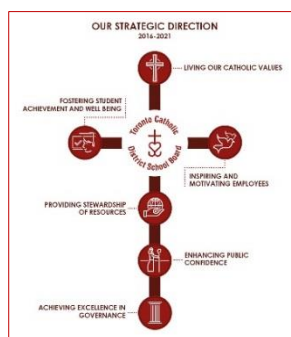 OUR STRATEGIC DIRECTION
2016-2021
LIVING OUR CATHOLIC VALUES
FOSTERING STUDENT
ACHIEVEMENT AND WELL BEING
Toronto Catholic
District School Board
INSPIRING AND
MOTIVATING EMPLOYEES
PROVIDING STEWARDSHIP
OF RESOURCES
ENHANCING PUBLIC
CONFIDENCE
ACHIEVING EXCELLENCE IN
GOVERNANCE